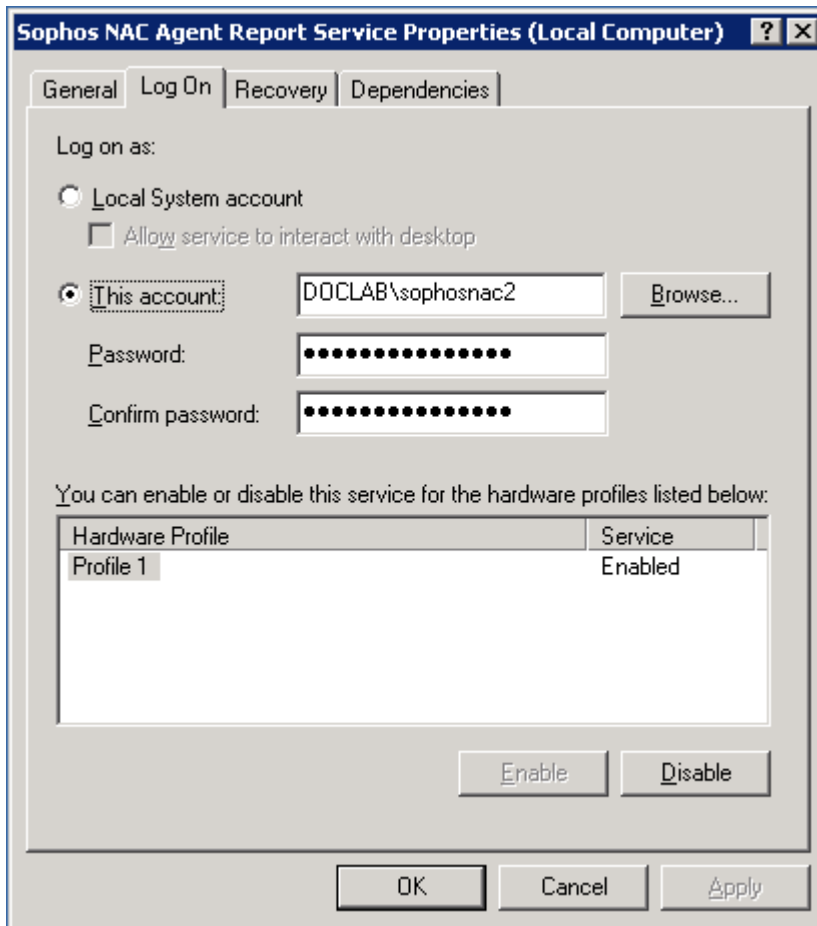 Sophos NAC Agent Report Service Properties (Local Computer)
General Log On Recovery Dependencies
Log on as:
Local System account
Allow service to interact with desktop
This account: DOCLAB\sophosnac2 Browse...
Password: •••••••••••••••
Confirm password: •••••••••••••••
You can enable or disable this service for the hardware profiles listed below:
Hardware Profile Service
Profile 1 Enabled
Enable Disable
OK Cancel Apply